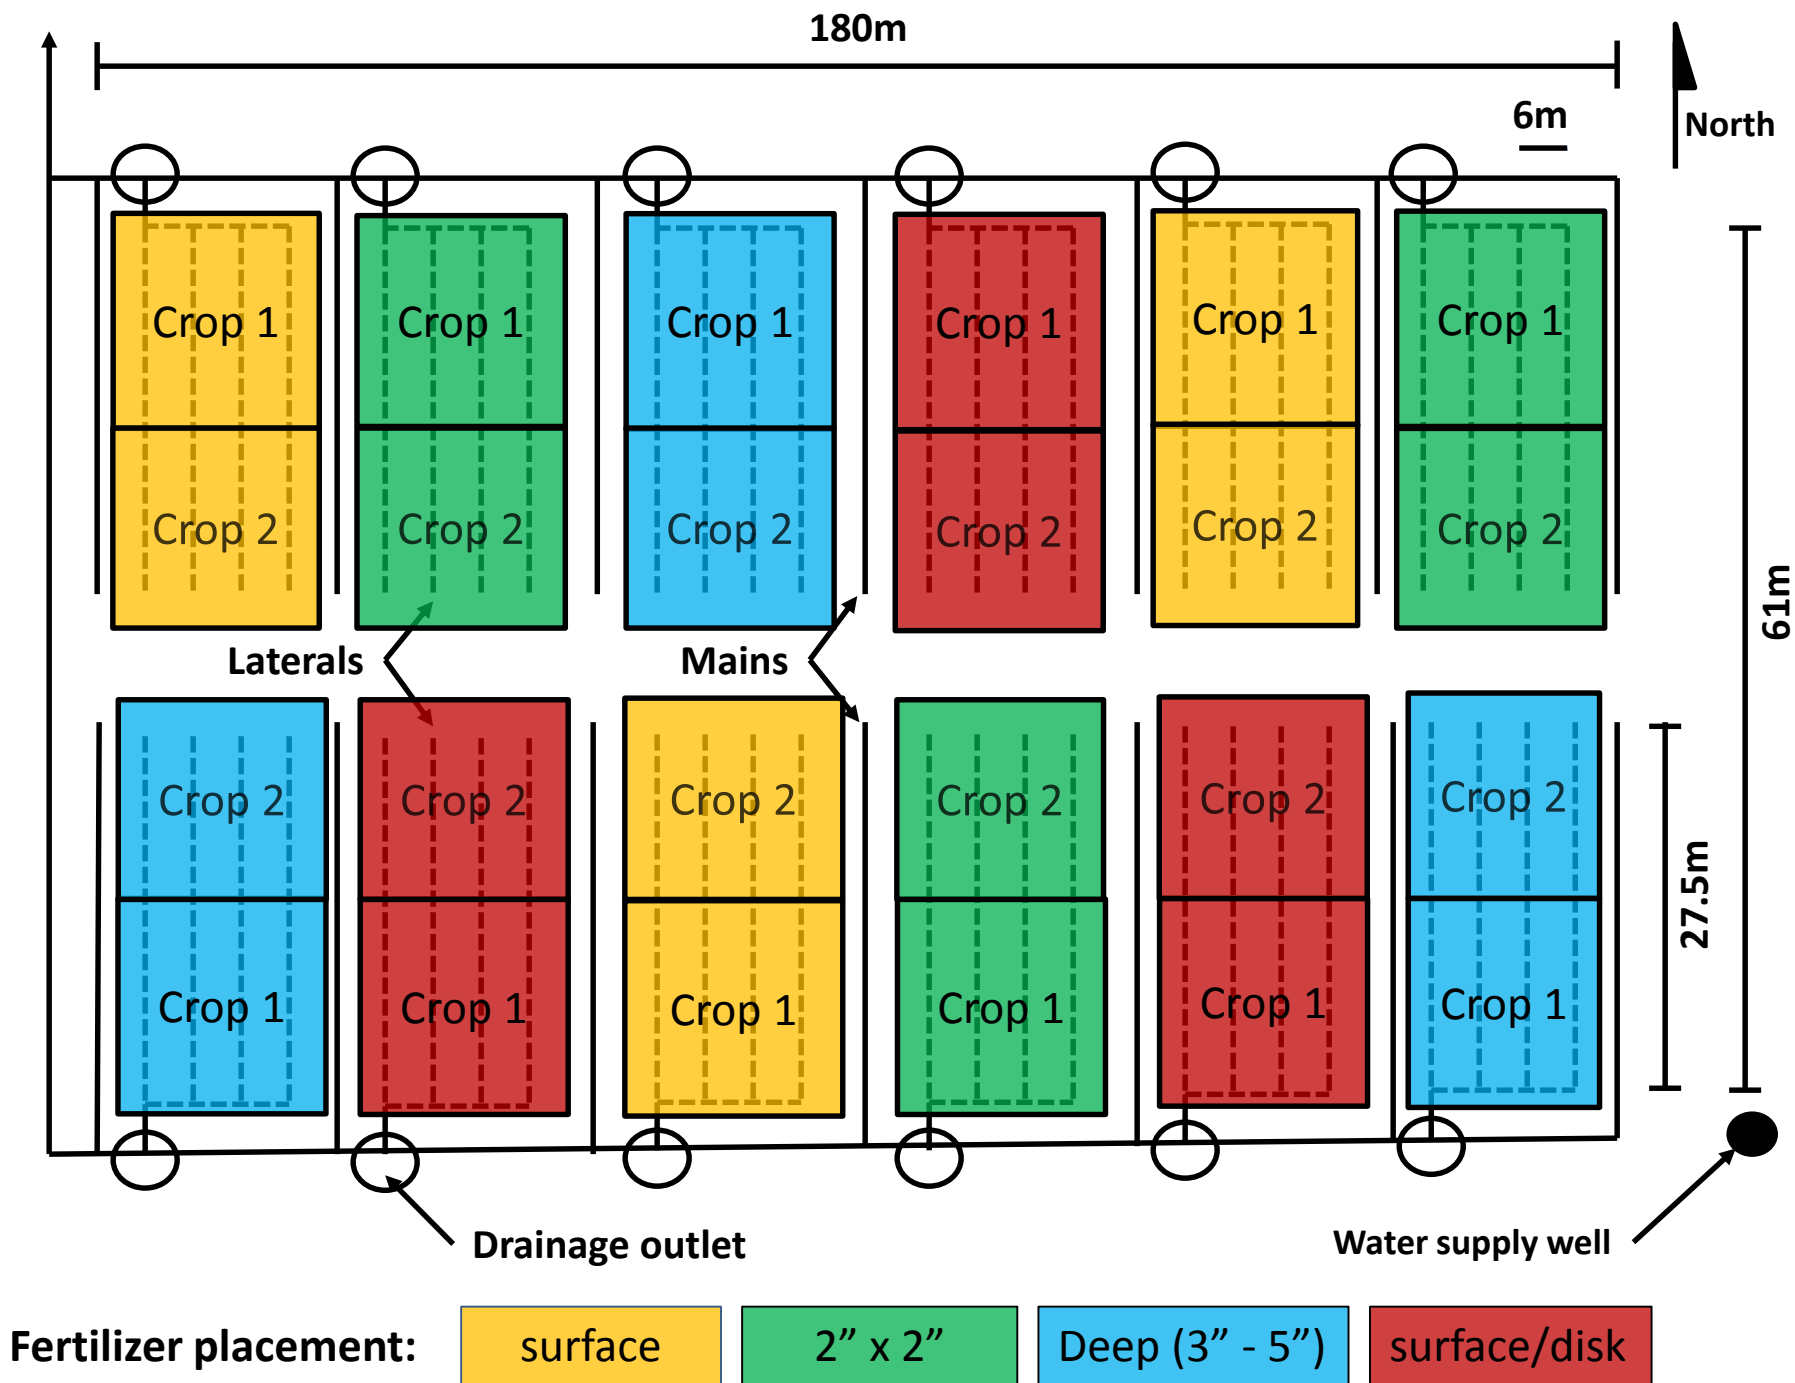 180m
6m
North
Crop 1 Crop 1 Crop 1 Crop 1 Crop 1 Crop 1
Crop 2 Crop 2 Crop 2 Crop 2 Crop 2 Crop 2
61m
Laterals Mains
Crop 2 Crop 2 Crop 2 Crop 2 Crop 2 Crop 2
27.5m
Crop 1 Crop 1 Crop 1 Crop 1 Crop 1 Crop 1
Drainage outlet Water supply well
Fertilizer placement: surface 2” x 2” Deep (3” - 5”) surface/disk